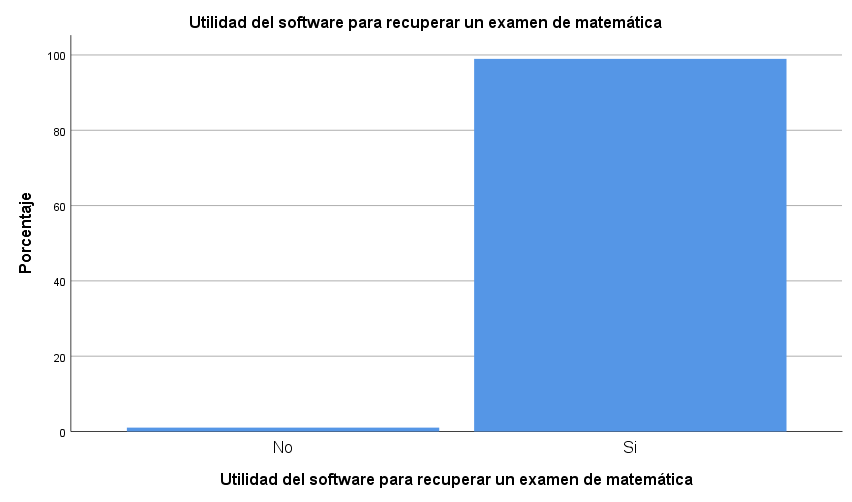 Utilidad del software para recuperar un examen de matemática
100
80
60
40
20
0
Porcentaje
No
Si
Utilidad del software para recuperar un examen de matemática